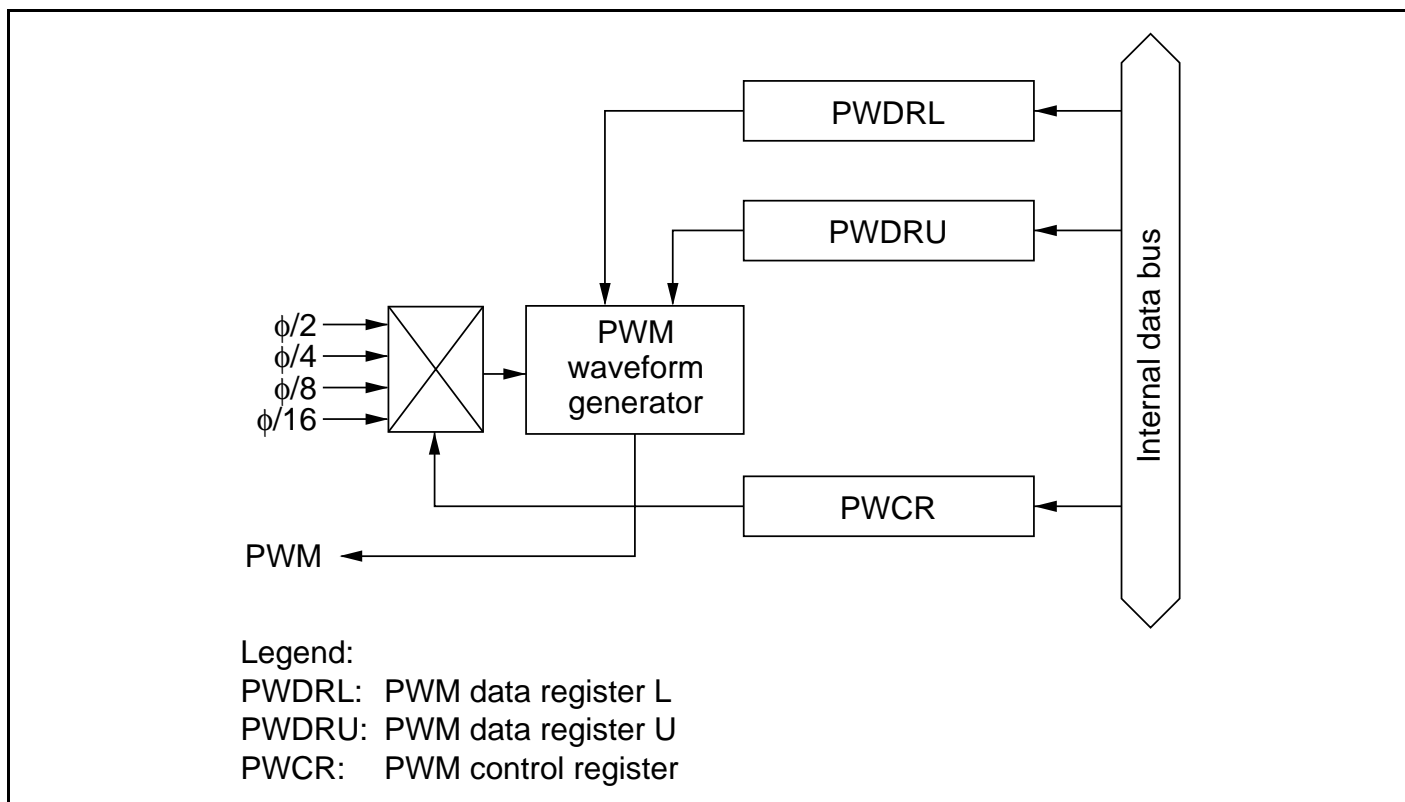 PWDRL
PWDRU
Internal data bus
ϕ/2
ϕ/4
ϕ/8
ϕ/16
PWM
waveform
generator
PWCR
PWM
Legend:
PWDRL: PWM data register L
PWDRU: PWM data register U
PWCR: PWM control register